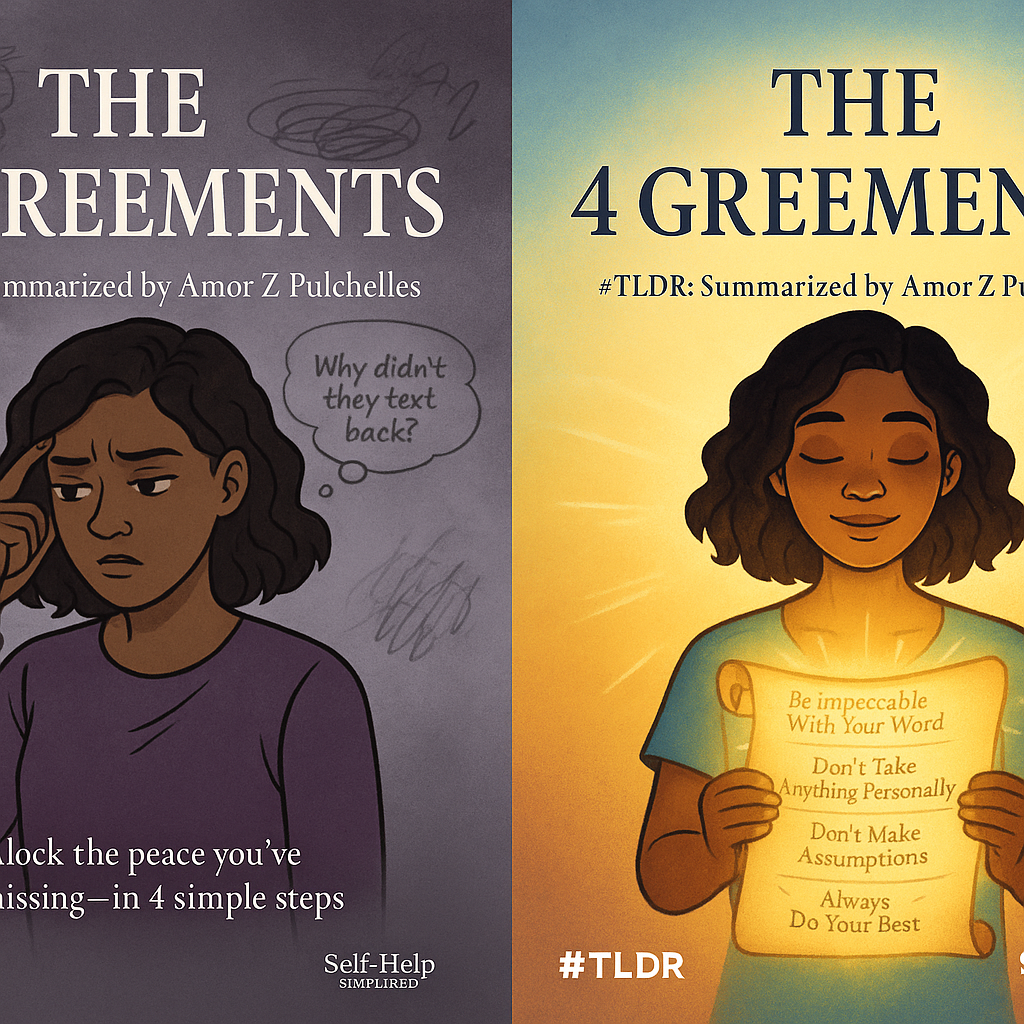 THE
REEMENTS
mmarized by Amor Z Pulchelles
Why didn't
they text
back?
lock the peace you've
issing—in 4 simple steps
Self-Help
SIMPLIRED
THE
4 GREEMEN
#TLDR: Summarized by Amor Z Pu
Be impeccable
With Your Word
Don't Take
Anything Personally
Don't Make
Assumptions
Always
Do Your Best
#TLDR
S